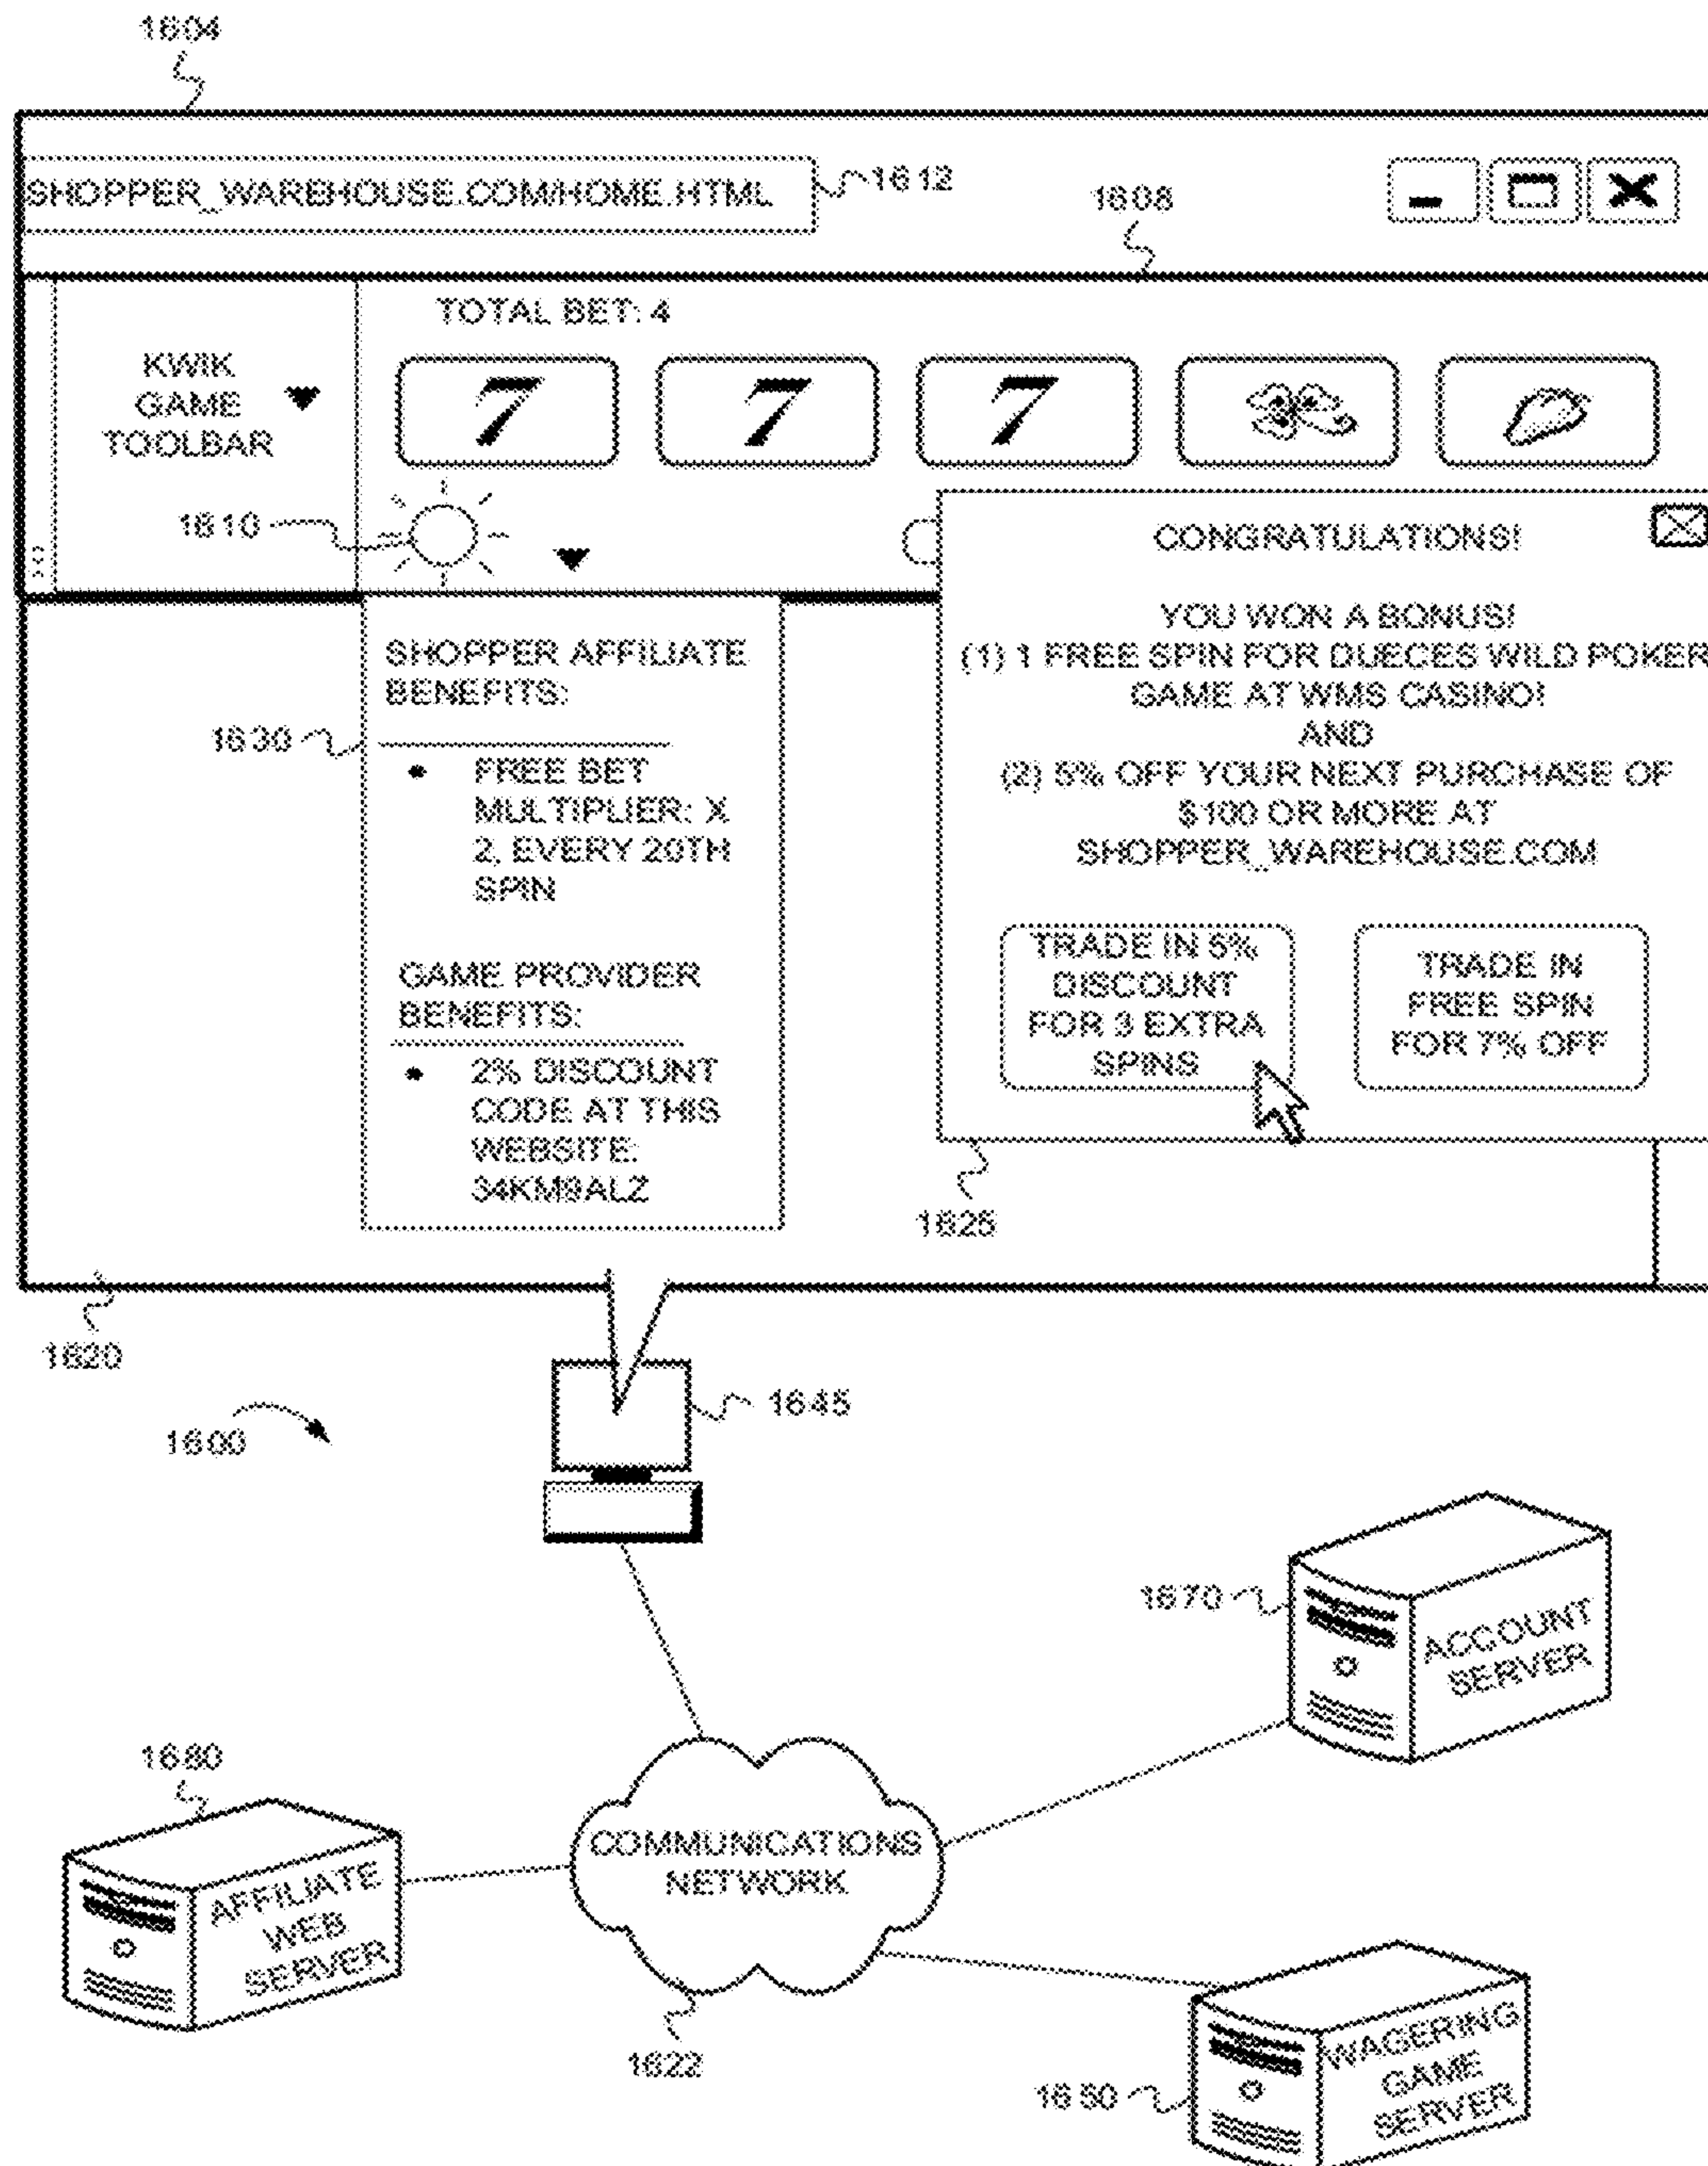 1604
SHOPPER_WAREHOUSE.COM/HOME.HTML
1612
1608
TOTAL BET: 4
KWIK
GAME
TOOLBAR
7 7 7
1610
CONGRATULATIONS!
YOU WON A BONUS!
(1) 1 FREE SPIN FOR DUECES WILD POKER
GAME AT WMS CASINO!
AND
(2) 5% OFF YOUR NEXT PURCHASE OF
$100 OR MORE AT
SHOPPER_WAREHOUSE.COM
TRADE IN 5%
DISCOUNT
FOR 3 EXTRA
SPINS
TRADE IN
FREE SPIN
FOR 7% OFF
1625
SHOPPER AFFILIATE
BENEFITS:
1630
• FREE BET
MULTIPLIER: X
2, EVERY 20TH
SPIN
GAME PROVIDER
BENEFITS:
• 2% DISCOUNT
CODE AT THIS
WEBSITE:
34KM9ALZ
1620
1600
1645
1670
ACCOUNT
SERVER
1680
AFFILIATE
WEB
SERVER
COMMUNICATIONS
NETWORK
1622
1650
WAGERING
GAME
SERVER